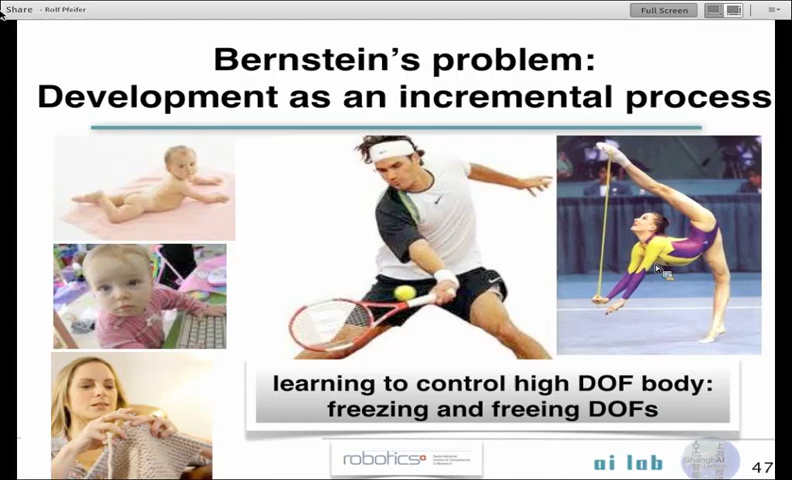 Share - Rolf Pfeifer
Full Screen
Bernstein's problem:
Development as an incremental process
learning to control high DOF body:
freezing and freeing DOFs
robotics+
ai lab
ShanghAI
47